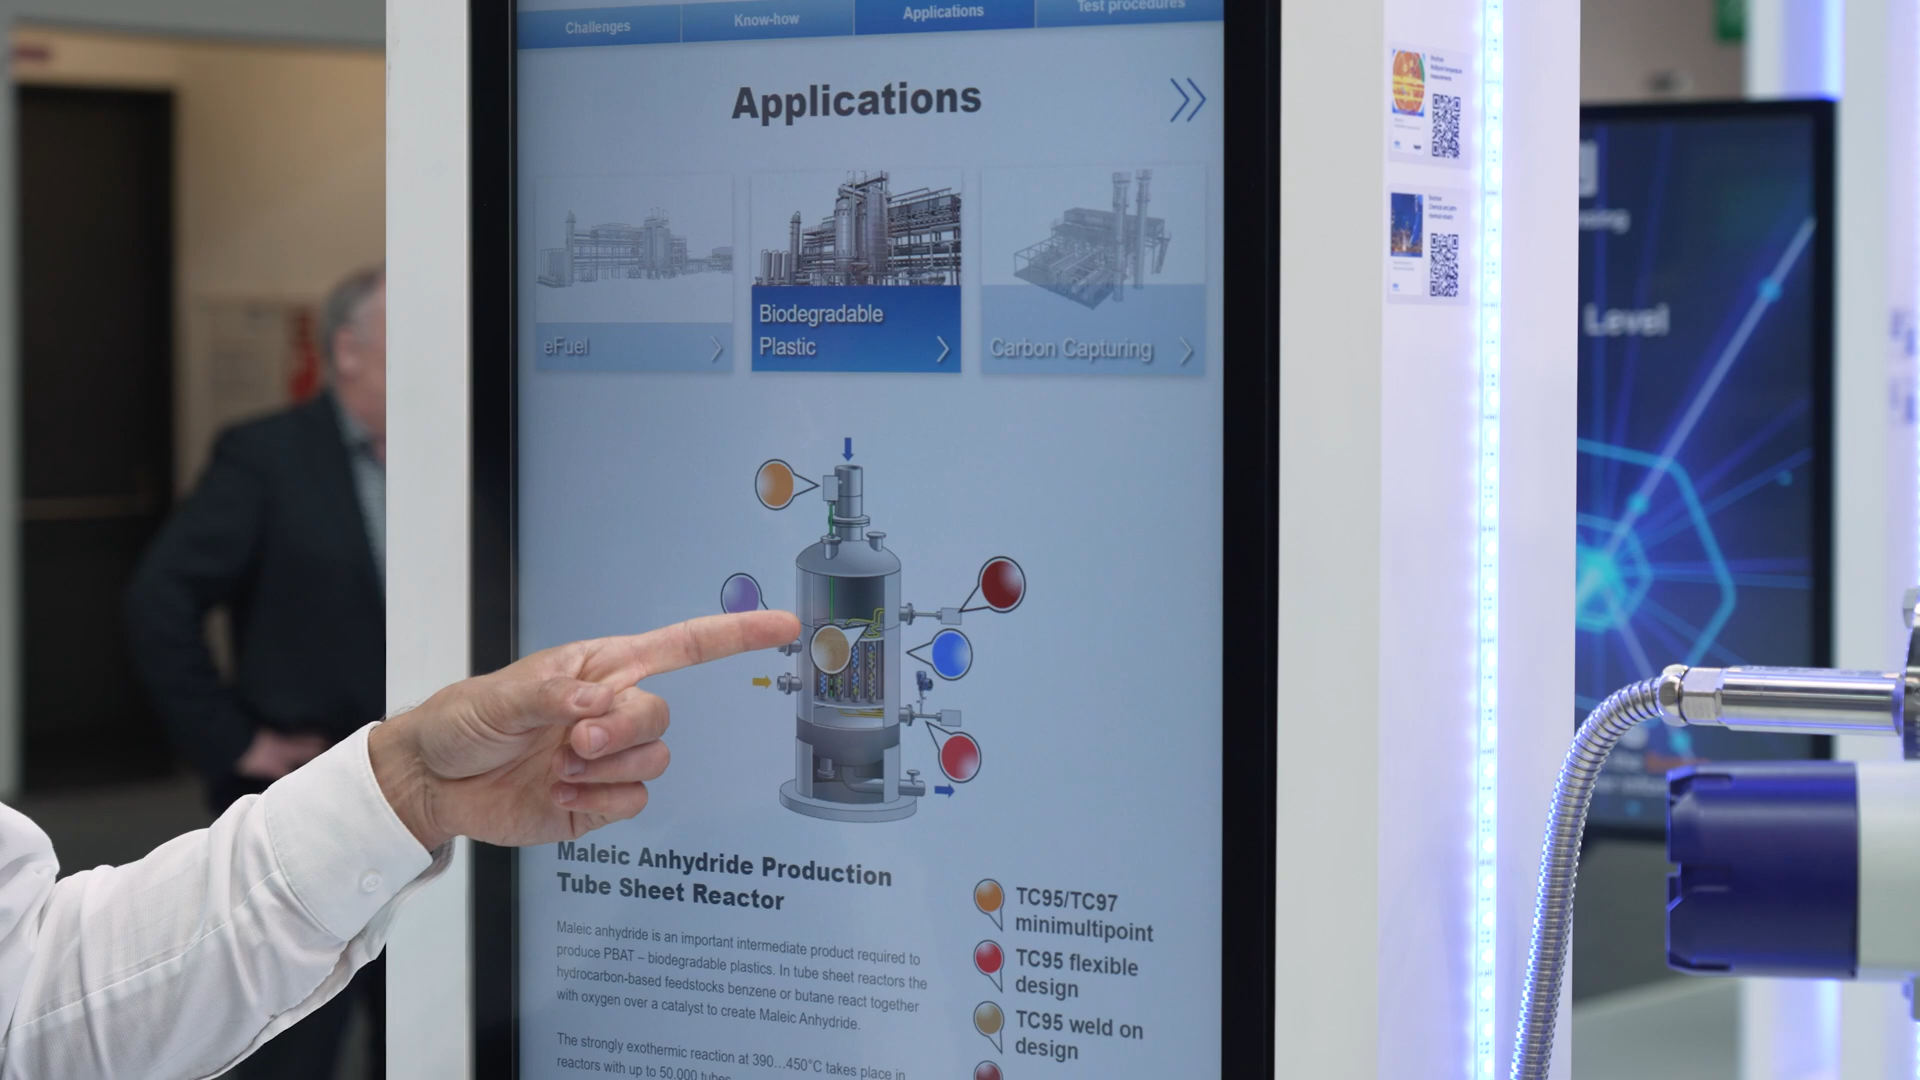 Challenges
Know-how
Applications
Test procedures
Applications
eFuel
Biodegradable
Plastic
Carbon Capturing
Maleic Anhydride Production
Tube Sheet Reactor
Maleic anhydride is an important intermediate product required to
produce PBAT – biodegradable plastics. In tube sheet reactors the
hydrocarbon-based feedstocks benzene or butane react together
with oxygen over a catalyst to create Maleic Anhydride.
The strongly exothermic reaction at 390...450°C takes place in
reactors with up to 50.000 tubes
TC95/TC97
minimultipoint
TC95 flexible
design
TC95 weld on
design
Level